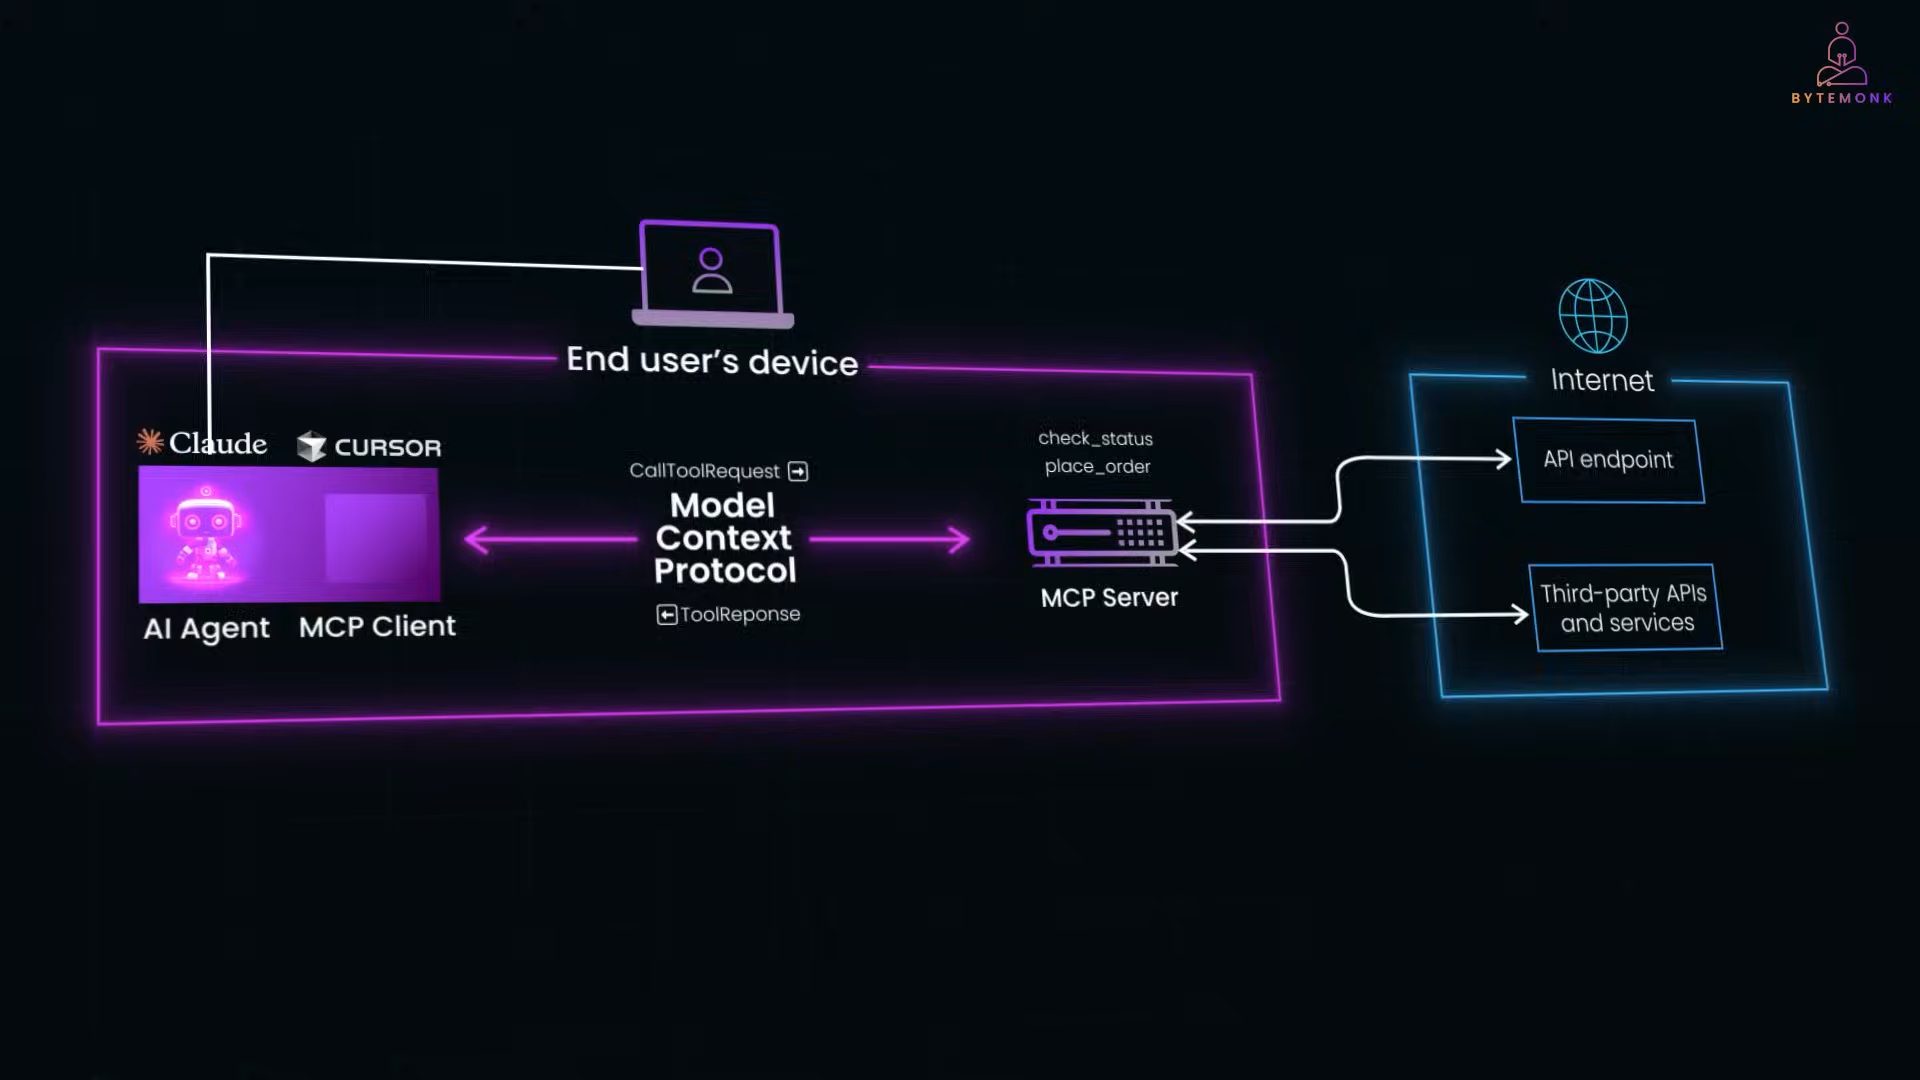 BYTEMONK
End user's device
Internet
Claude
CURSOR
check_status
place_order
API endpoint
CallToolRequest
Model
Context
Protocol
ToolReponse
MCP Server
Third-party APIs
and services
AI Agent
MCP Client